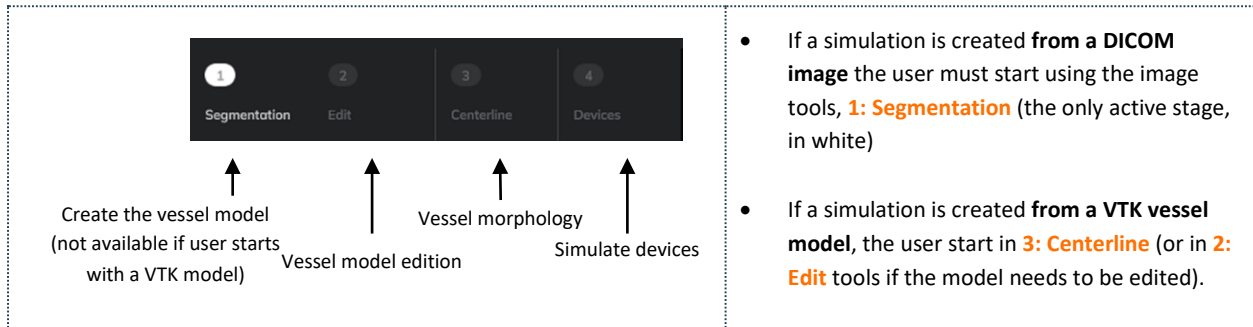 1
2
3
4
Segmentation
Edit
Centerline
Devices
Create the vessel model
(not available if user starts
with a VTK model)
Vessel model edition
Vessel morphology
Simulate devices
• If a simulation is created from a DICOM
image the user must start using the image
tools, 1: Segmentation (the only active stage,
in white)
• If a simulation is created from a VTK vessel
model, the user start in 3: Centerline (or in 2:
Edit tools if the model needs to be edited).